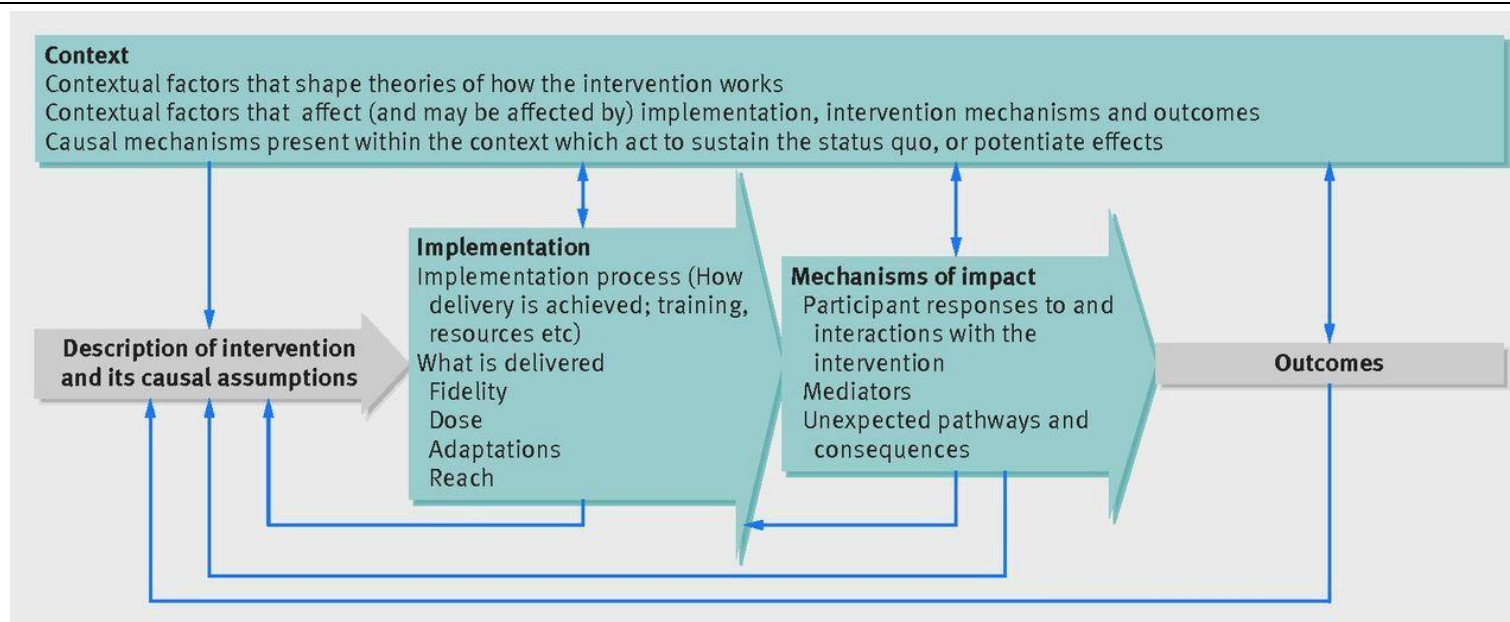 Context
Contextual factors that shape theories of how the intervention works
Contextual factors that affect (and may be affected by) implementation, intervention mechanisms and outcomes
Causal mechanisms present within the context which act to sustain the status quo, or potentiate effects
Description of intervention
and its causal assumptions
Implementation
Implementation process (How
delivery is achieved; training,
resources etc)
What is delivered
Fidelity
Dose
Adaptations
Reach
Mechanisms of impact
Participant responses to and
interactions with the
intervention
Mediators
Unexpected pathways and
consequences
Outcomes